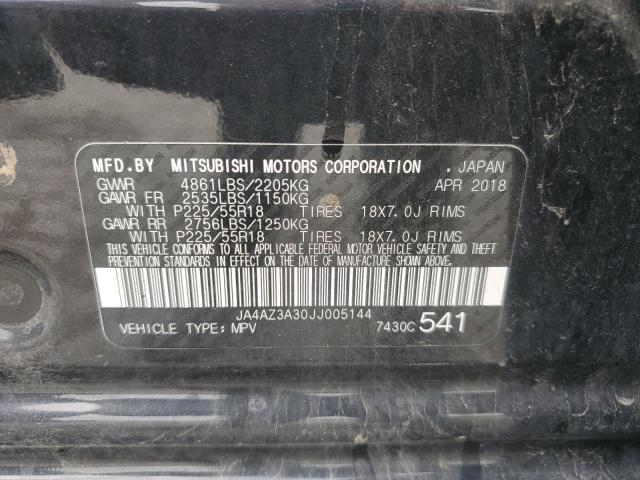 MFD.BY MITSUBISHI MOTORS CORPORATION , JAPAN
GVWR 4861LBS/2205KG APR 2018
GAWR FR 2535LBS/1150KG
WITH P225/55R18 TIRES 18X7.0J RIMS
GAWR RR 2756LBS/1250KG
WITH P225/55R18 TIRES 18X7.0J RIMS
THIS VEHICLE CONFORMS TO ALL APPLICABLE FEDERAL MOTOR VEHICLE SAFETY AND THEFT
PREVENTION STANDARDS IN EFFECT ON THE DATE OF MANUFACTURE SHOWN ABOVE.
JA4AZ3A30JJ005144
VEHICLE TYPE: MPV 7430C 541